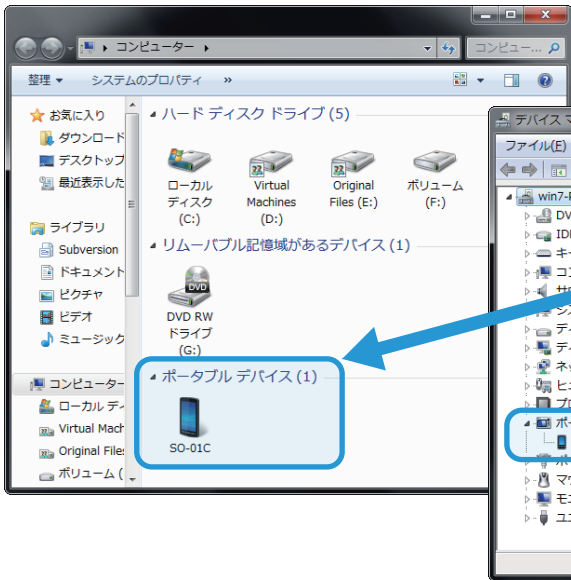 コンピューター
コンピュー...
整理
システムのプロパティ
»
お気に入り
ダウンロード
デスクトップ
最近表示した
ライブラリ
Subversion
ドキュメント
ピクチャ
ビデオ
ミュージック
コンピューター
ローカル ディ
Virtual Mach
Original Files
ボリューム (
ハード ディスク ドライブ (5)
ローカル
ディスク
(C:)
Virtual
Machines
(D:)
Original
Files (E:)
ボリューム
(F:)
リムーバブル記憶域があるデバイス (1)
DVD
DVD RW
ドライブ
(G:)
ポータブル デバイス (1)
SO-01C
デバイス マ
ファイル(F)
win7-
DV
IDE
キー
コン
サウ
シス
ディ
ディ
ネッ
ヒュ
プロ
ポー
ポー
マウ
モニ
ユニ